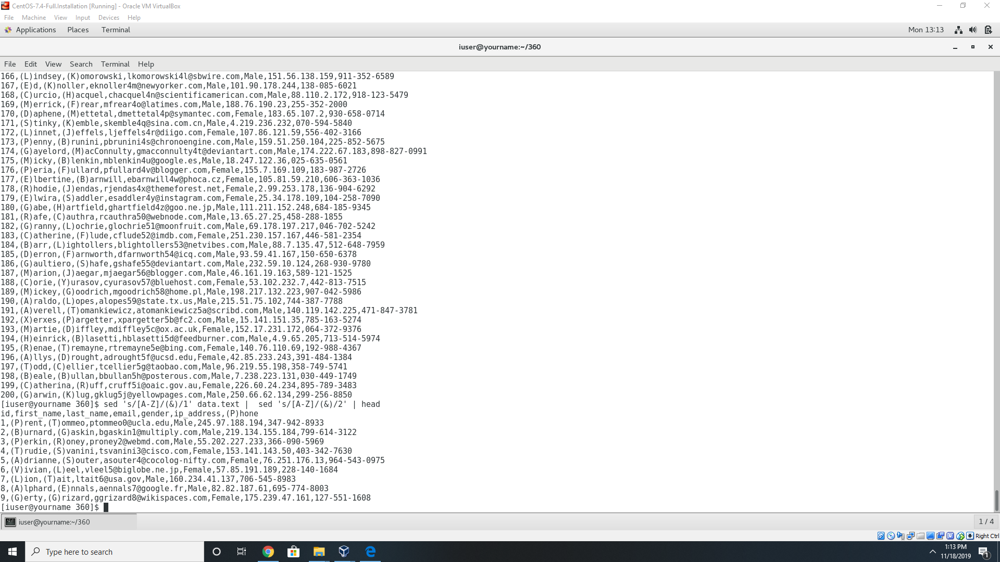 CentOS-7.4-Full.Installation [Running] - Oracle VM VirtualBox
File Machine View Input Devices Help
Applications Places Terminal Mon 13:13
iuser@yourname:~/360
File Edit View Search Terminal Help
166,(L)indsey,(K)omorowski,lkomorowski4l@sbwire.com,Male,151.56.138.159,911-352-6589
167,(E)d,(K)noller,eknoller4m@newyorker.com,Male,101.90.178.244,138-085-6021
168,(C)urcio,(H)acquel,chacquel4n@scientificamerican.com,Male,88.110.2.172,918-123-5479
169,(M)errick,(F)rear,mfrear4o@latimes.com,Male,188.76.190.23,255-352-2000
170,(D)aphene,(M)ettetal,dmettetal4p@symantec.com,Female,183.65.107.2,930-658-0714
171,(S)tinky,(K)emble,skemble4q@sina.com.cn,Male,4.219.236.232,070-594-5840
172,(L)innet,(J)effels,ljeffels4r@diigo.com,Female,107.86.121.59,556-402-3166
173,(P)enny,(B)runini,pbrunini4s@chronoengine.com,Male,159.51.250.104,225-852-5675
174,(G)ayelord,(M)acConnulty,gmacconnulty4t@deviantart.com,Male,174.222.67.183,898-827-0991
175,(M)icky,(B)lenkin,mblenkin4u@google.es,Male,18.247.122.36,025-635-0561
176,(P)eria,(F)ullard,pfullard4v@blogger.com,Female,155.7.169.109,183-987-2726
177,(E)lbertine,(B)arnwill,ebarnwill4w@phoca.cz,Female,105.81.59.210,606-363-1036
178,(R)hodie,(J)endas,rjendas4x@themeforest.net,Female,2.99.253.178,136-904-6292
179,(E)lwira,(S)addler,esaddler4y@instagram.com,Female,25.34.178.109,104-258-7090
180,(G)abe,(H)artfield,ghartfield4z@goo.ne.jp,Male,111.211.152.248,684-185-9345
181,(R)afe,(C)authra,rcauthra50@webnode.com,Male,13.65.27.25,458-288-1855
182,(G)ranny,(L)ochrie,glochrie51@moonfruit.com,Male,69.178.197.217,046-702-5242
183,(C)atherine,(F)lude,cflude52@imdb.com,Female,251.230.157.167,446-581-2354
184,(B)arr,(L)ightollers,blightollers53@netvibes.com,Male,88.7.135.47,512-648-7959
185,(D)erron,(F)arnworth,dfarnworth54@icq.com,Male,93.59.41.167,150-650-6378
186,(G)aultiero,(S)hafe,gshafe55@deviantart.com,Male,232.59.10.124,268-930-9780
187,(M)arion,(J)aegar,mjaegar56@blogger.com,Male,46.161.19.163,589-121-1525
188,(C)orie,(Y)urasov,cyurasov57@bluehost.com,Female,53.102.232.7,442-813-7515
189,(M)ickey,(G)oodrich,mgoodrich58@home.pl,Male,198.217.132.223,907-042-5986
190,(A)raldo,(L)opes,alopes59@state.tx.us,Male,215.51.75.102,744-387-7788
191,(A)verell,(T)omankiewicz,atomankiewicz5a@scribd.com,Male,140.119.142.225,471-847-3781
192,(X)erxes,(P)argetter,xpargetter5b@fc2.com,Male,15.141.151.35,785-163-5274
193,(M)artie,(D)iffley,mdiffley5c@ox.ac.uk,Female,152.17.231.172,064-372-9376
194,(H)einrick,(B)lasetti,hblasetti5d@feedburner.com,Male,4.9.65.205,713-514-5974
195,(R)enae,(T)remayne,rtremayne5e@bing.com,Female,140.76.110.69,192-988-4367
196,(A)llys,(D)rought,adrought5f@ucsd.edu,Female,42.85.233.243,391-484-1384
197,(T)odd,(C)ellier,tcellier5g@taobao.com,Male,96.219.55.198,358-749-5741
198,(B)eale,(B)ullan,bbullan5h@posterous.com,Male,7.238.223.131,030-449-1749
199,(C)atherina,(R)uff,cruff5i@oaic.gov.au,Female,226.60.24.234,895-789-3483
200,(G)arwin,(K)lug,gklug5j@yellowpages.com,Male,250.66.62.134,299-256-8850
[iuser@yourname 360]$ sed 's/[A-Z]/(&)/1' data.text |  sed 's/[A-Z]/(&)/2' | head
id,first_name,last_name,email,gender,ip_address,(P)hone
1,(P)rent,(T)ommeo,ptommeo0@ucla.edu,Male,245.97.188.194,347-942-8933
2,(B)urnard,(G)askin,bgaskin1@multiply.com,Male,219.134.155.184,799-614-3122
3,(P)erkin,(R)oney,proney2@webmd.com,Male,55.202.227.233,366-090-5969
4,(T)rudie,(S)vanini,tsvanini3@cisco.com,Female,153.141.143.50,403-342-7630
5,(A)drianne,(S)outer,asouter4@cocolog-nifty.com,Female,76.251.176.13,964-543-0975
6,(V)ivian,(L)eel,vleel5@biglobe.ne.jp,Female,57.85.191.189,228-140-1684
7,(L)ion,(T)ait,ltait6@usa.gov,Male,160.234.41.137,706-545-8983
8,(A)lphard,(E)nnals,aennals7@google.fr,Male,82.82.187.61,695-774-8003
9,(G)erty,(G)rizard,ggrizard8@wikispaces.com,Female,175.239.47.161,127-551-1608
[iuser@yourname 360]$
iuser@yourname:~/360 1 / 4
Right Ctrl
Type here to search
1:13 PM
11/18/2019
1